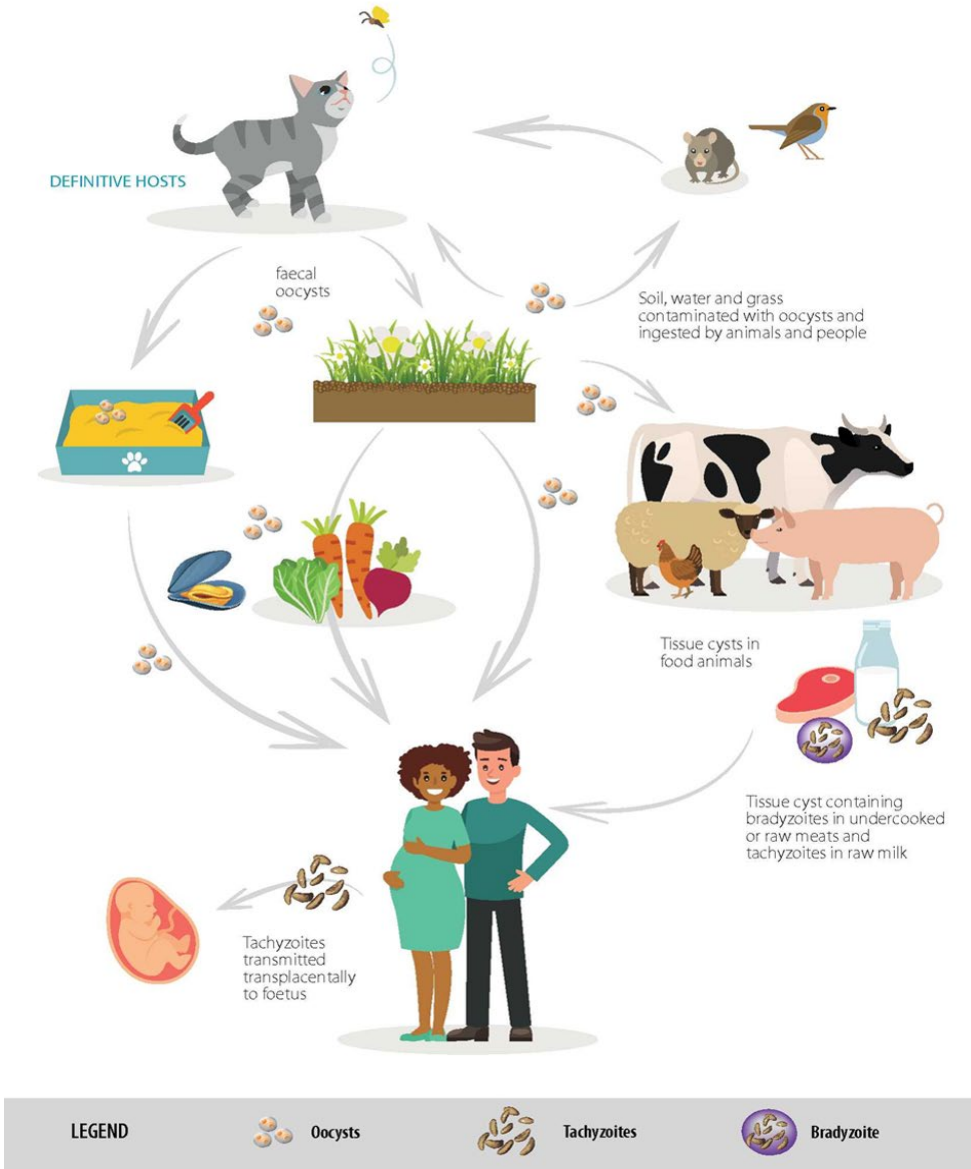 DEFINITIVE HOSTS
faecal
oocysts
Soil, water and grass
contaminated with oocysts and
ingested by animals and people
Tissue cysts in
food animals
Tissue cyst containing
bradyzoites in undercooked
or raw meats and
tachyzoites in raw milk
Tachyzoites
transmitted
transplacentally
to foetus
LEGEND
Oocysts
Tachyzoites
Bradyzoite